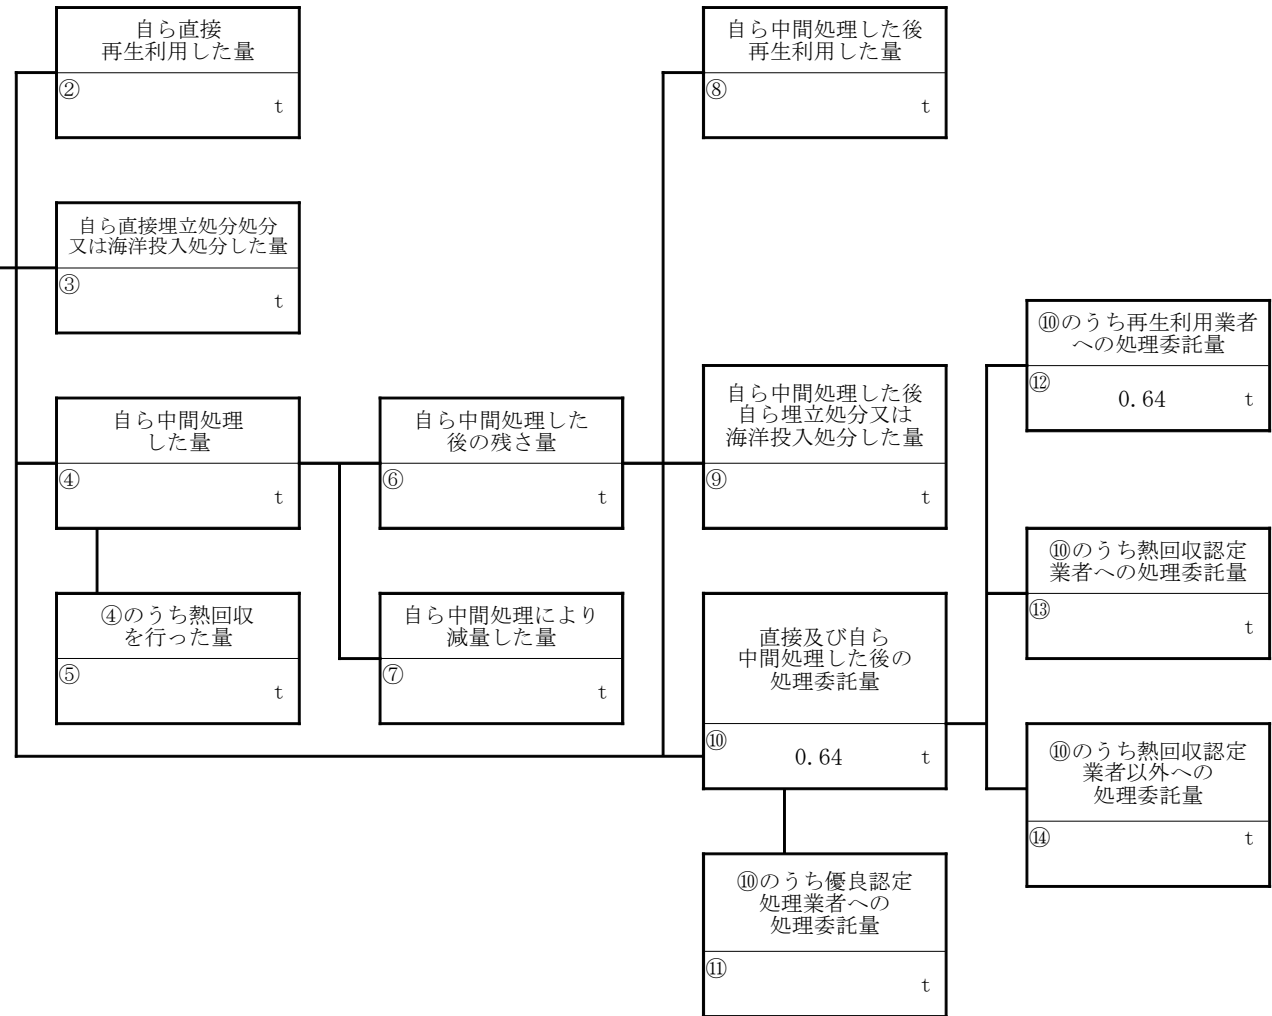 自ら直接
再生利用した量
②
t
自ら中間処理した後
再生利用した量
⑧
t
自ら直接埋立処分処分
又は海洋投入処分した量
③
t
⑩のうち再生利用業者
への処理委託量
⑫
0.64 t
自ら中間処理
した量
④
t
自ら中間処理した
後の残さ量
⑥
t
自ら中間処理した後
自ら埋立処分又は
海洋投入処分した量
⑨
t
⑩のうち熱回収認定
業者への処理委託量
⑬
t
④のうち熱回収
を行った量
⑤
t
自ら中間処理により
減量した量
⑦
t
直接及び自ら
中間処理した後の
処理委託量
⑩
0.64 t
⑩のうち熱回収認定
業者以外への
処理委託量
⑭ t
⑩のうち優良認定
処理業者への
処理委託量
⑪
t